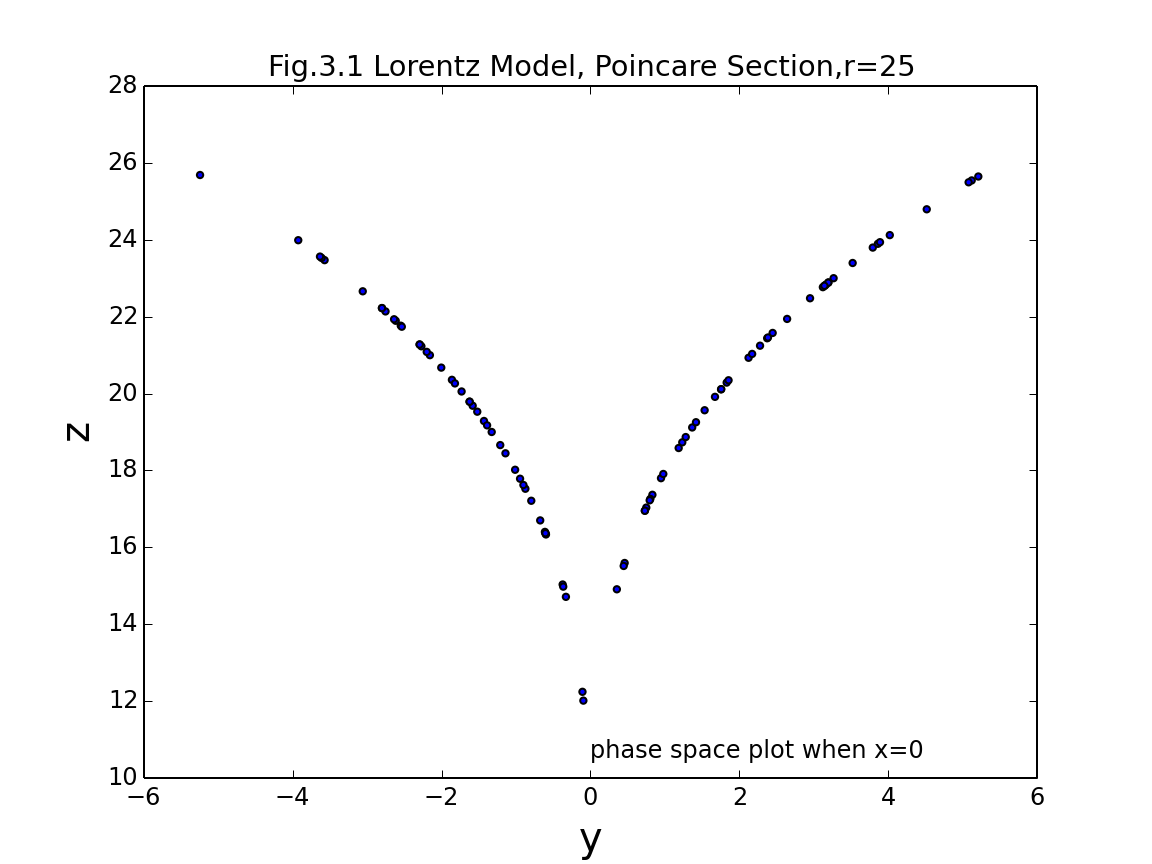 Fig.3.1 Lorentz Model, Poincare Section,r=25
28
26
24
22
20
18
16
14
12
10
z
phase space plot when x=0
−6 −4 −2 0 2 4 6
y